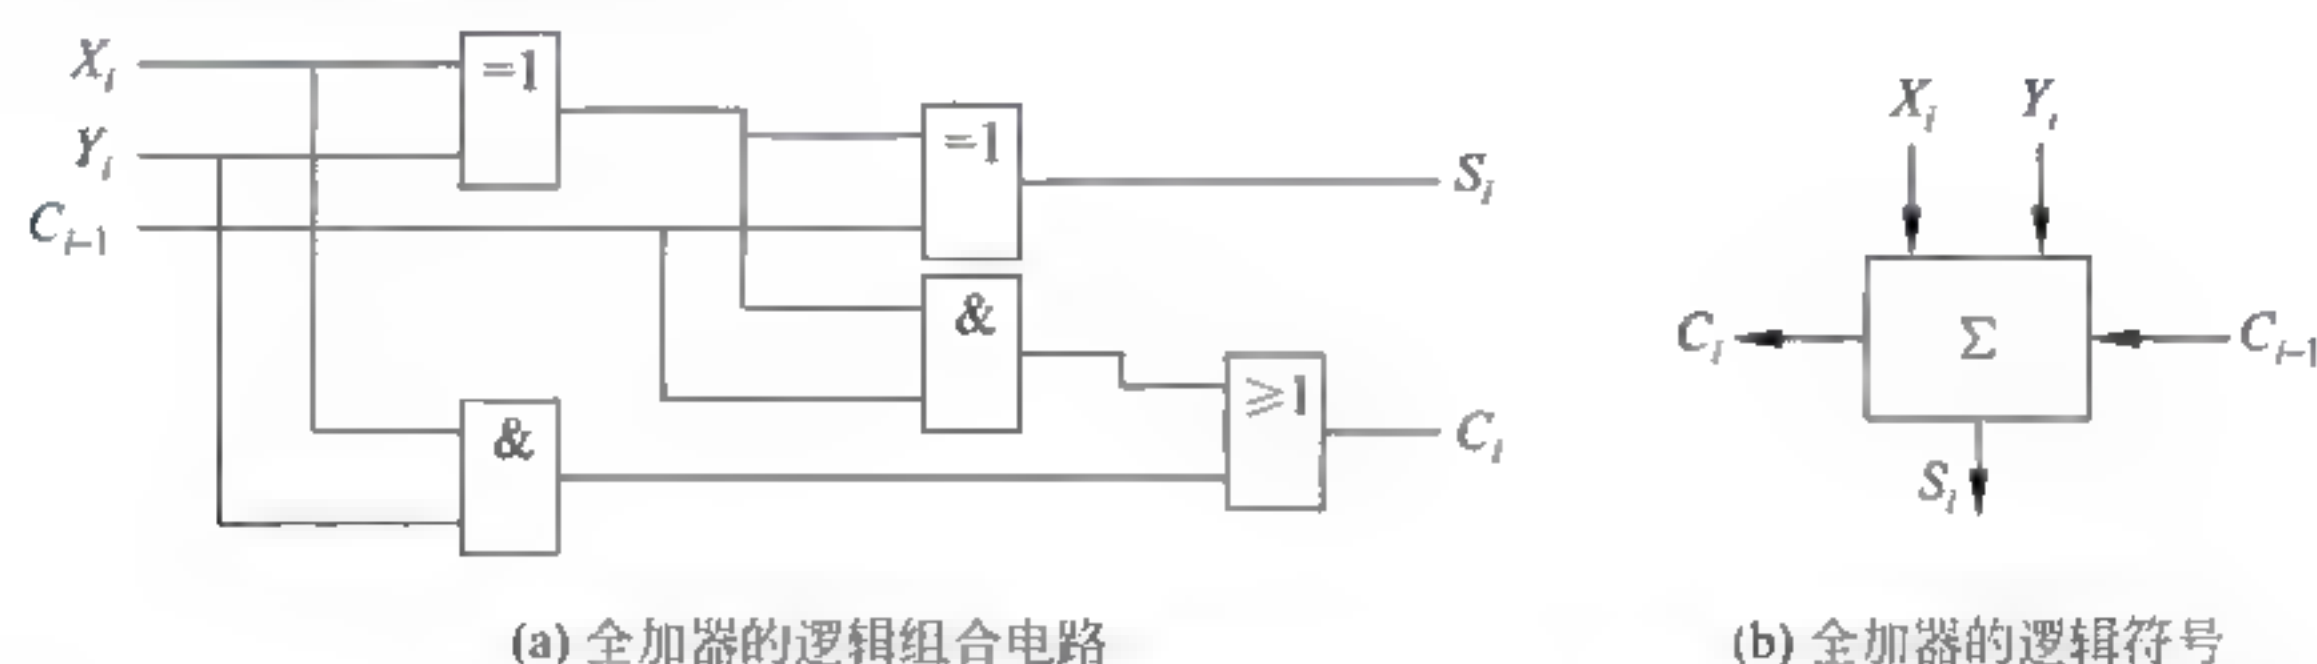 Xᵢ
=1
Yᵢ
=1
Sᵢ
Cᵢ₋₁
&
≥1
&
Cᵢ
(a) 全加器的逻辑组合电路
Xᵢ Yᵢ
Cᵢ Σ Cᵢ₋₁
Sᵢ
(b) 全加器的逻辑符号